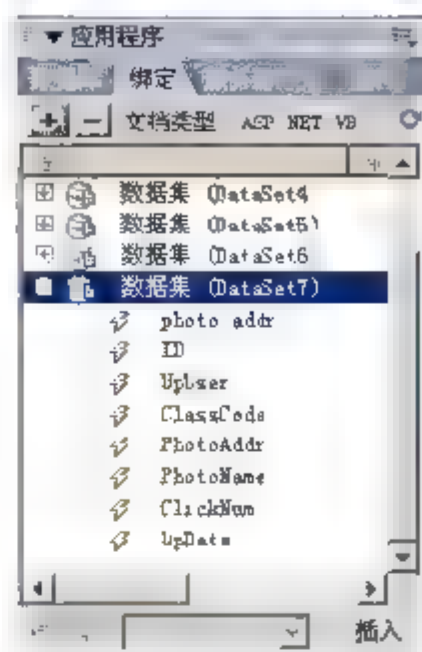 应用程序
绑定
文档类型 ASP NET VB
数据集 (DataSet4
数据集 (DataSet5)
数据集 (DataSet6
数据集 (DataSet7)
photo addr
ID
UpUser
ClassCode
PhotoAddr
PhotoName
ClickNum
UpDate
插入